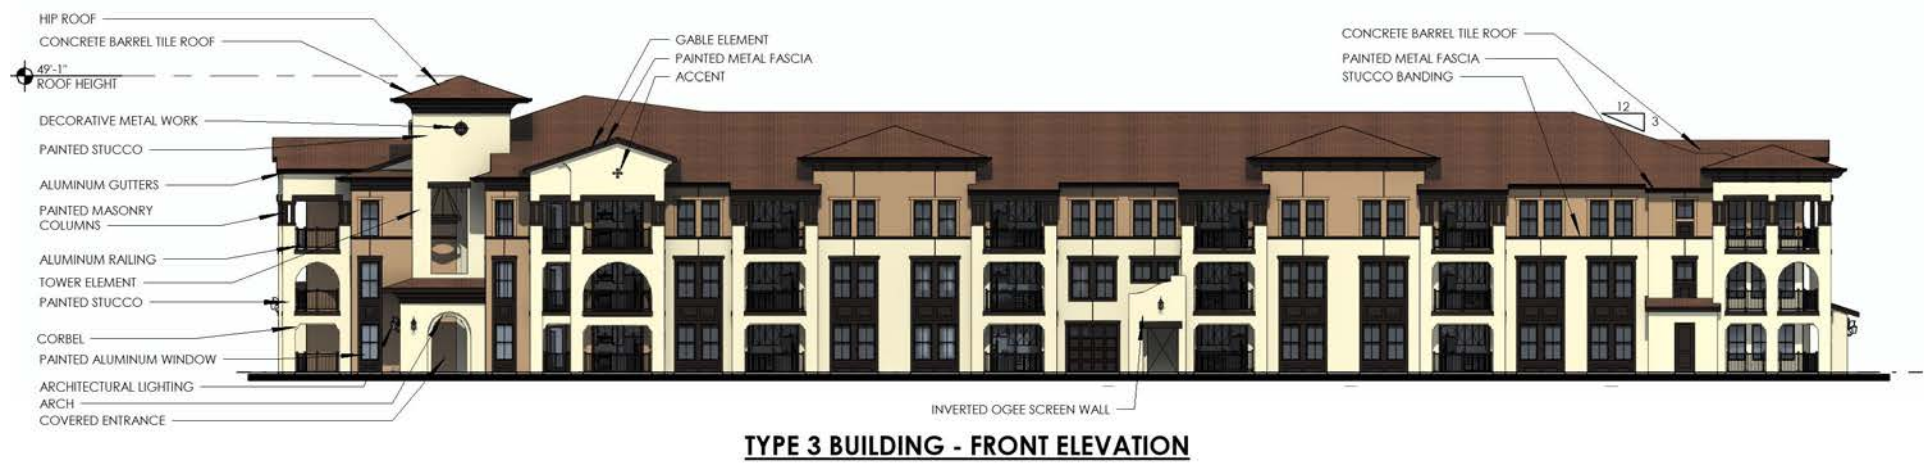 HIP ROOF
CONCRETE BARREL TILE ROOF
49'-1"
ROOF HEIGHT
DECORATIVE METAL WORK
PAINTED STUCCO
ALUMINUM GUTTERS
PAINTED MASONRY
COLUMNS
ALUMINUM RAILING
TOWER ELEMENT
PAINTED STUCCO
CORBEL
PAINTED ALUMINUM WINDOW
ARCHITECTURAL LIGHTING
ARCH
COVERED ENTRANCE
GABLE ELEMENT
PAINTED METAL FASCIA
ACCENT
CONCRETE BARREL TILE ROOF
PAINTED METAL FASCIA
STUCCO BANDING
12
3
INVERTED OGEE SCREEN WALL
TYPE 3 BUILDING - FRONT ELEVATION